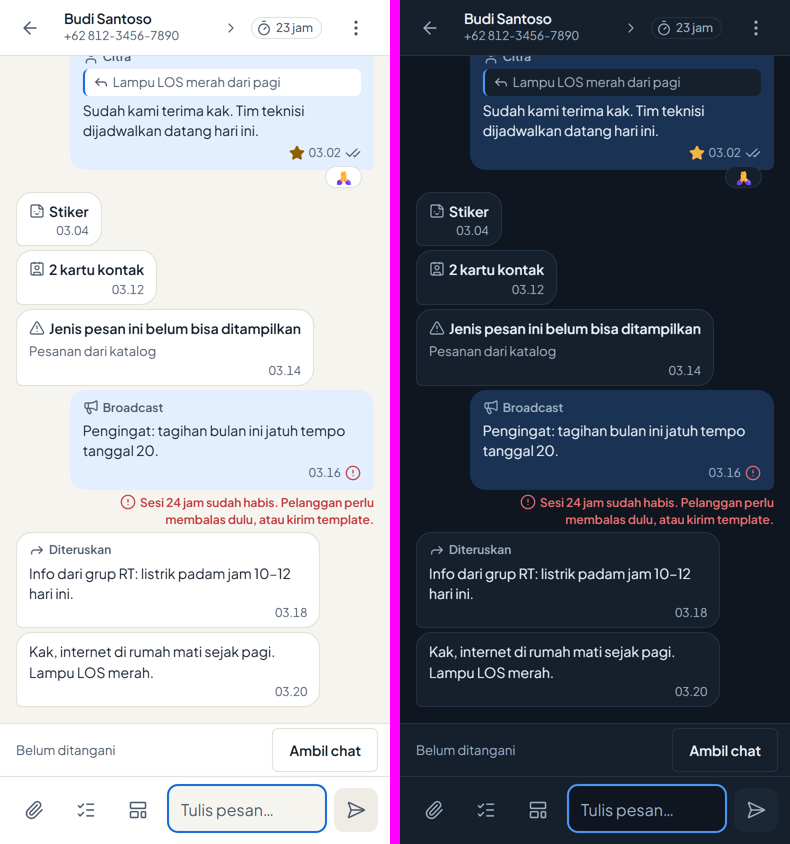 Budi Santoso
+62 812-3456-7890
23 jam
Citra
Lampu LOS merah dari pagi
Sudah kami terima kak. Tim teknisi
dijadwalkan datang hari ini.
03.02
Stiker
03.04
2 kartu kontak
03.12
Jenis pesan ini belum bisa ditampilkan
Pesanan dari katalog
03.14
Broadcast
Pengingat: tagihan bulan ini jatuh tempo
tanggal 20.
03.16
Sesi 24 jam sudah habis. Pelanggan perlu
membalas dulu, atau kirim template.
Diteruskan
Info dari grup RT: listrik padam jam 10–12
hari ini.
03.18
Kak, internet di rumah mati sejak pagi.
Lampu LOS merah.
03.20
Belum ditangani
Ambil chat
Tulis pesan...
Budi Santoso
+62 812-3456-7890
23 jam
Citra
Lampu LOS merah dari pagi
Sudah kami terima kak. Tim teknisi
dijadwalkan datang hari ini.
03.02
Stiker
03.04
2 kartu kontak
03.12
Jenis pesan ini belum bisa ditampilkan
Pesanan dari katalog
03.14
Broadcast
Pengingat: tagihan bulan ini jatuh tempo
tanggal 20.
03.16
Sesi 24 jam sudah habis. Pelanggan perlu
membalas dulu, atau kirim template.
Diteruskan
Info dari grup RT: listrik padam jam 10–12
hari ini.
03.18
Kak, internet di rumah mati sejak pagi.
Lampu LOS merah.
03.20
Belum ditangani
Ambil chat
Tulis pesan...